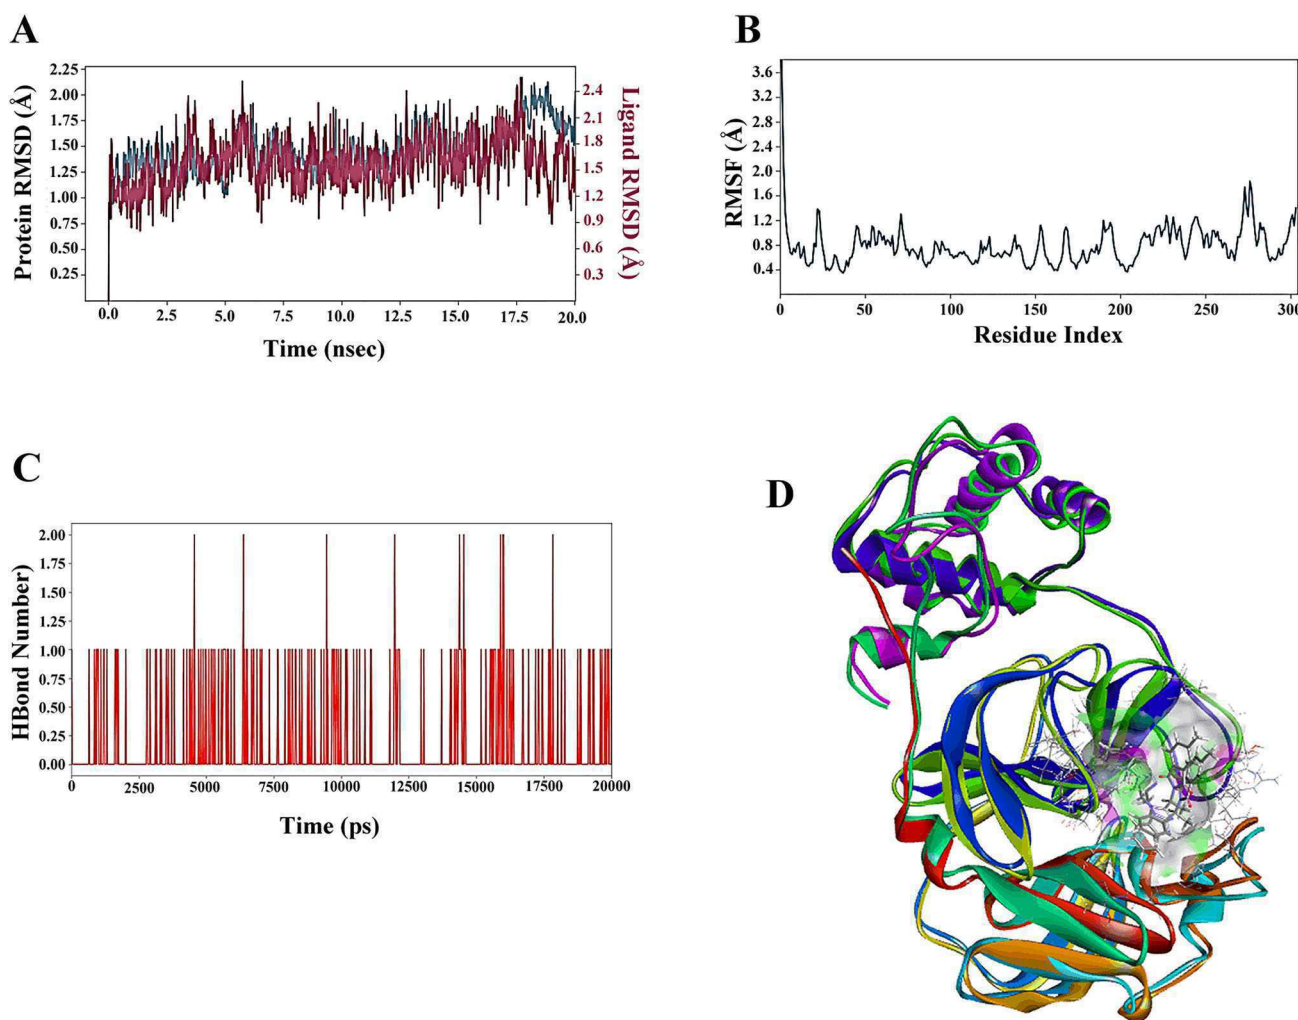 A
Protein RMSD (Å)
2.25
2.00
1.75
1.50
1.25
1.00
0.75
0.50
0.25
2.4
2.1
1.8
1.5
1.2
0.9
0.6
0.3
Ligand RMSD (Å)
0.0 2.5 5.0 7.5 10.0 12.5 15.0 17.5 20.0
Time (nsec)
B
RMSF (Å)
3.6
3.2
2.8
2.4
2.0
1.6
1.2
0.8
0.4
0 50 100 150 200 250 300
Residue Index
C
HBond Number)
2.00
1.75
1.50
1.25
1.00
0.75
0.50
0.25
0.00
0 2500 5000 7500 10000 12500 15000 17500 20000
Time (ps)
D